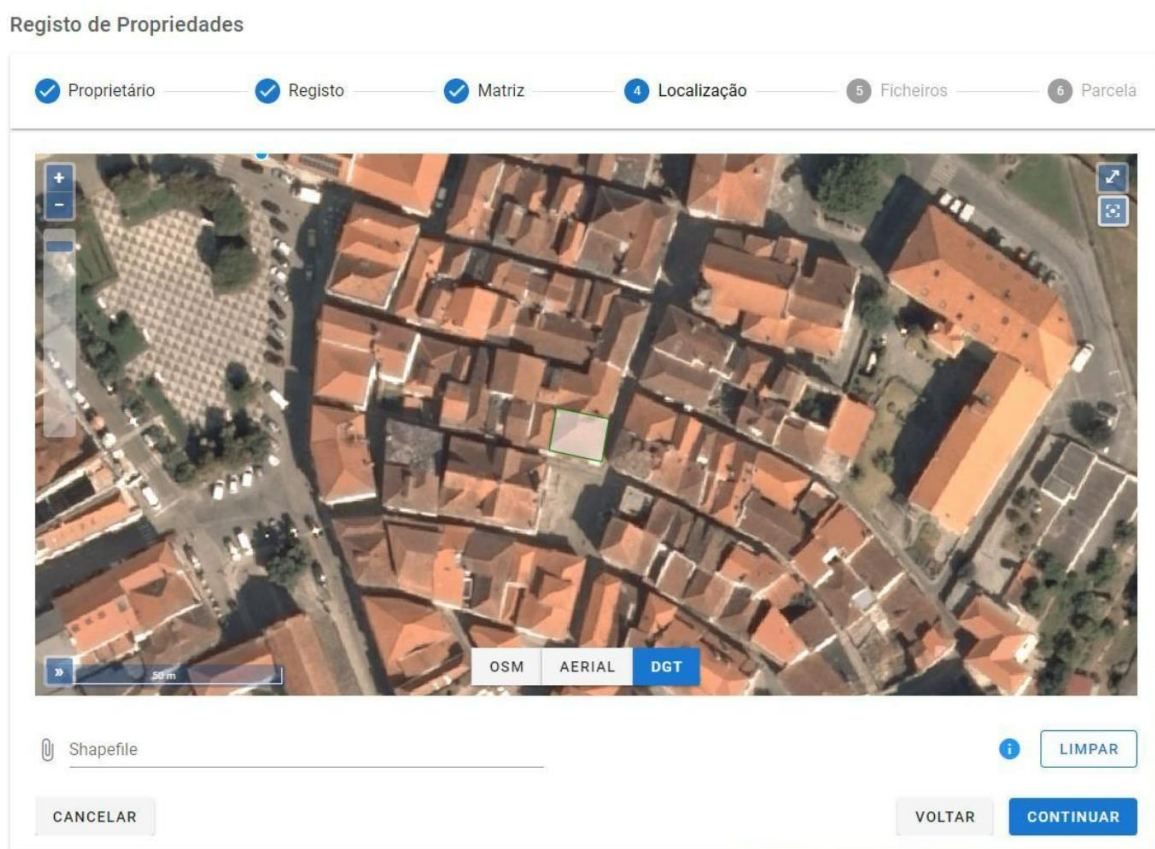 Registo de Propriedades
Proprietário
Registo
Matriz
4 Localização
5 Ficheiros
6 Parcela
+
−
»
50 m
OSM AERIAL DGT
Shapefile
i LIMPAR
CANCELAR VOLTAR CONTINUAR